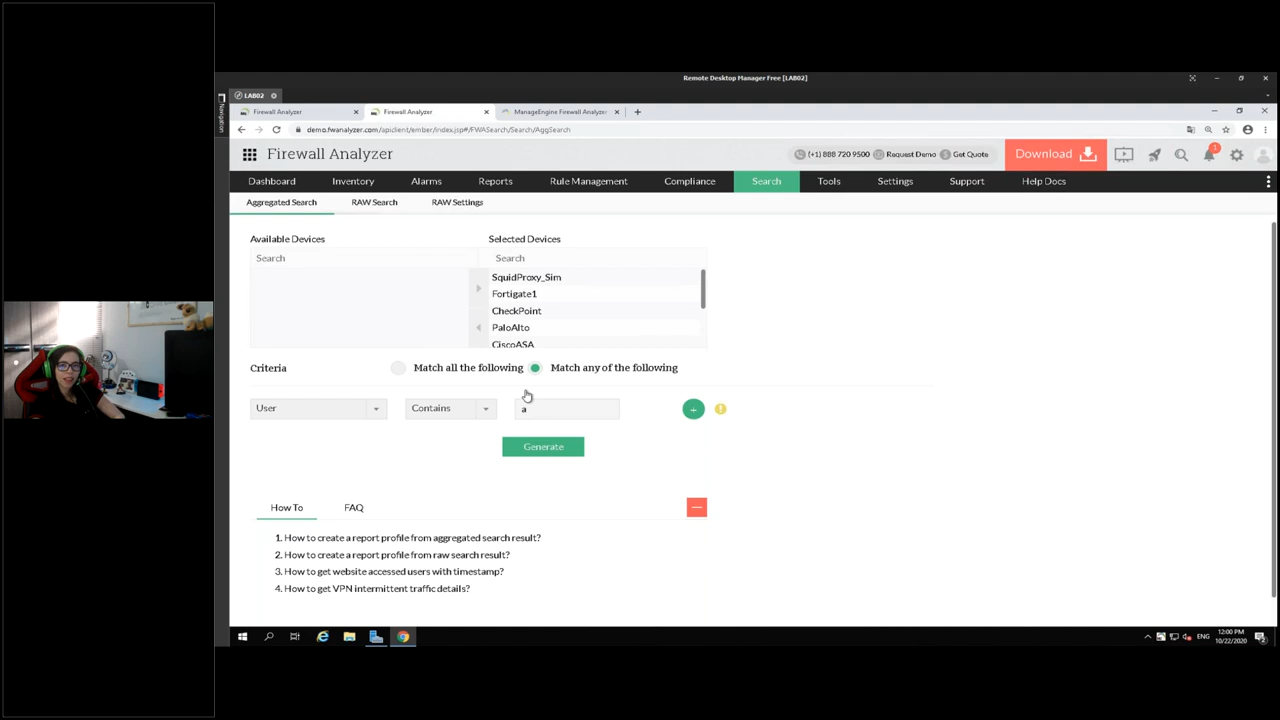 Remote Desktop Manager Free [LAB02]
Navigation
LAB02
Firewall Analyzer
Firewall Analyzer
ManageEngine Firewall Analyzer
demo.fwanalyzer.com/apiclient/ember/index.jsp#/FWASearch/Search/AggSearch
Firewall Analyzer
(+1) 888 720 9500
Request Demo
Get Quote
Download
1
Dashboard
Inventory
Alarms
Reports
Rule Management
Compliance
Search
Tools
Settings
Support
Help Docs
Aggregated Search
RAW Search
RAW Settings
Available Devices
Selected Devices
Search
Search
SquidProxy_Sim
Fortigate1
CheckPoint
PaloAlto
CiscoASA
Criteria
Match all the following
Match any of the following
User
Contains
a
Generate
How To
FAQ
1. How to create a report profile from aggregated search result?
2. How to create a report profile from raw search result?
3. How to get website accessed users with timestamp?
4. How to get VPN intermittent traffic details?
ENG
12:00 PM
10/22/2020